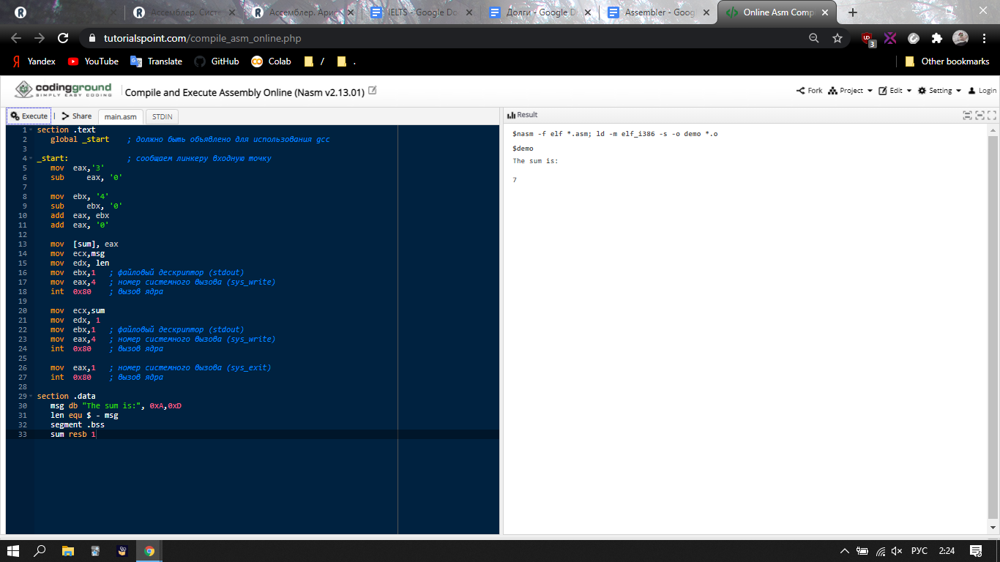 Ассемблер. Сист
Ассемблер. Ариф
IELTS - Google Do
Долги - Google D
Assembler - Goog
Online Asm Comp
tutorialspoint.com/compile_asm_online.php
3
Yandex YouTube Translate GitHub Colab / . Other bookmarks
codingground
SIMPLY EASY CODING
Compile and Execute Assembly Online (Nasm v2.13.01)
Fork Project Edit Setting Login
Execute | Share main.asm STDIN
Result
1 section .text
2 global _start ; должно быть объявлено для использования gcc
3
4 _start: ; сообщаем линкеру входную точку
5 mov eax,'3'
6 sub eax, '0'
7
8 mov ebx, '4'
9 sub ebx, '0'
10 add eax, ebx
11 add eax, '0'
12
13 mov [sum], eax
14 mov ecx,msg
15 mov edx, len
16 mov ebx,1 ; файловый дескриптор (stdout)
17 mov eax,4 ; номер системного вызова (sys_write)
18 int 0x80 ; вызов ядра
19
20 mov ecx,sum
21 mov edx, 1
22 mov ebx,1 ; файловый дескриптор (stdout)
23 mov eax,4 ; номер системного вызова (sys_write)
24 int 0x80 ; вызов ядра
25
26 mov eax,1 ; номер системного вызова (sys_exit)
27 int 0x80 ; вызов ядра
28
29 section .data
30 msg db "The sum is:", 0xA,0xD
31 len equ $ - msg
32 segment .bss
33 sum resb 1
$nasm -f elf *.asm; ld -m elf_i386 -s -o demo *.o
$demo
The sum is:
7
РУС 2:24